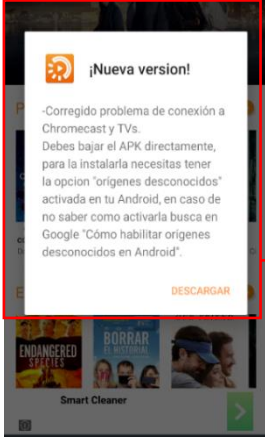 ¡Nueva version!
-Corregido problema de conexión a
Chromecast y TVs.
Debes bajar el APK directamente,
para la instalarla necesitas tener
la opcion "orígenes desconocidos"
activada en tu Android, en caso de
no saber como activarla busca en
Google "Cómo habilitar orígenes
desconocidos en Android".
DESCARGAR
ENDANGERED
SPECIES
BORRAR
EL HISTORIAL
Smart Cleaner